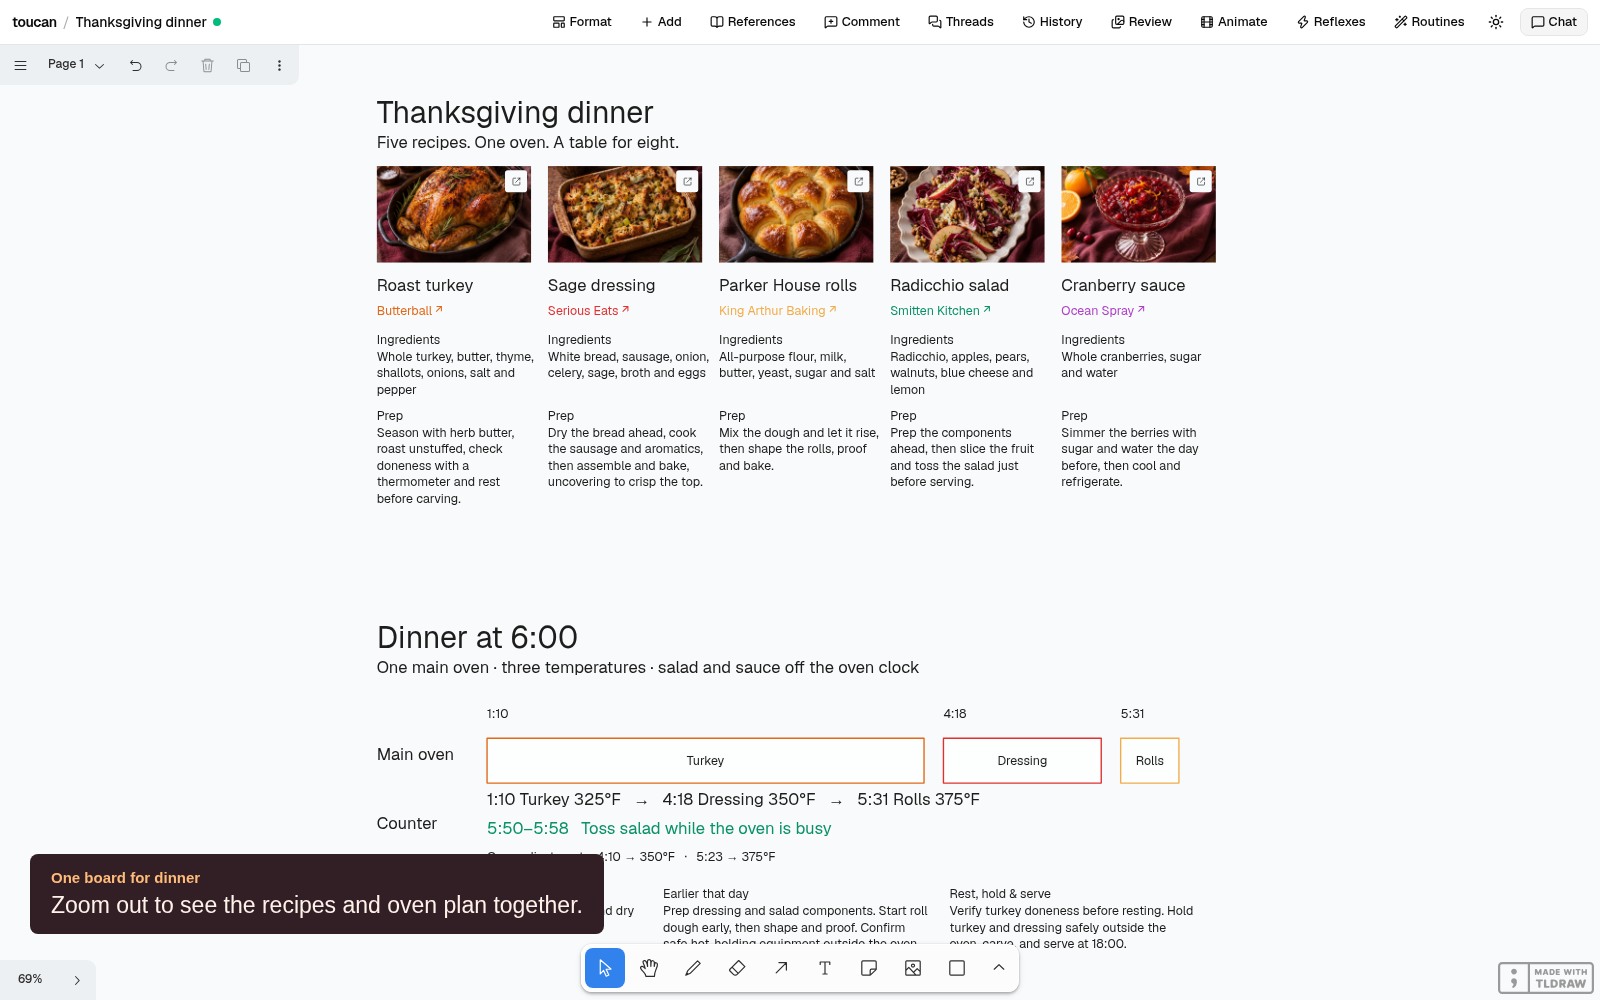 toucan / Thanksgiving dinner
Format
Add
References
Comment
Threads
History
Review
Animate
Reflexes
Routines
Chat
Page 1
Thanksgiving dinner
Five recipes. One oven. A table for eight.
Roast turkey
Butterball
Ingredients
Whole turkey, butter, thyme,
shallots, onions, salt and
pepper
Prep
Season with herb butter,
roast unstuffed, check
doneness with a
thermometer and rest
before carving.
Sage dressing
Serious Eats
Ingredients
White bread, sausage, onion,
celery, sage, broth and eggs
Prep
Dry the bread ahead, cook
the sausage and aromatics,
then assemble and bake,
uncovering to crisp the top.
Parker House rolls
King Arthur Baking
Ingredients
All-purpose flour, milk,
butter, yeast, sugar and salt
Prep
Mix the dough and let it rise,
then shape the rolls, proof
and bake.
Radicchio salad
Smitten Kitchen
Ingredients
Radicchio, apples, pears,
walnuts, blue cheese and
lemon
Prep
Prep the components
ahead, then slice the fruit
and toss the salad just
before serving.
Cranberry sauce
Ocean Spray
Ingredients
Whole cranberries, sugar
and water
Prep
Simmer the berries with
sugar and water the day
before, then cool and
refrigerate.
Dinner at 6:00
One main oven · three temperatures · salad and sauce off the oven clock
1:10
4:18
5:31
Main oven
Turkey
Dressing
Rolls
1:10 Turkey 325°F → 4:18 Dressing 350°F → 5:31 Rolls 375°F
Counter
5:50–5:58 Toss salad while the oven is busy
4:10 → 350°F · 5:23 → 375°F
dry
Earlier that day
Prep dressing and salad components. Start roll
dough early, then shape and proof. Confirm
safe hot-holding equipment outside the oven.
Rest, hold & serve
Verify turkey doneness before resting. Hold
turkey and dressing safely outside the
oven, carve, and serve at 18:00.
One board for dinner
Zoom out to see the recipes and oven plan together.
69%
MADE WITH
TLDRAW